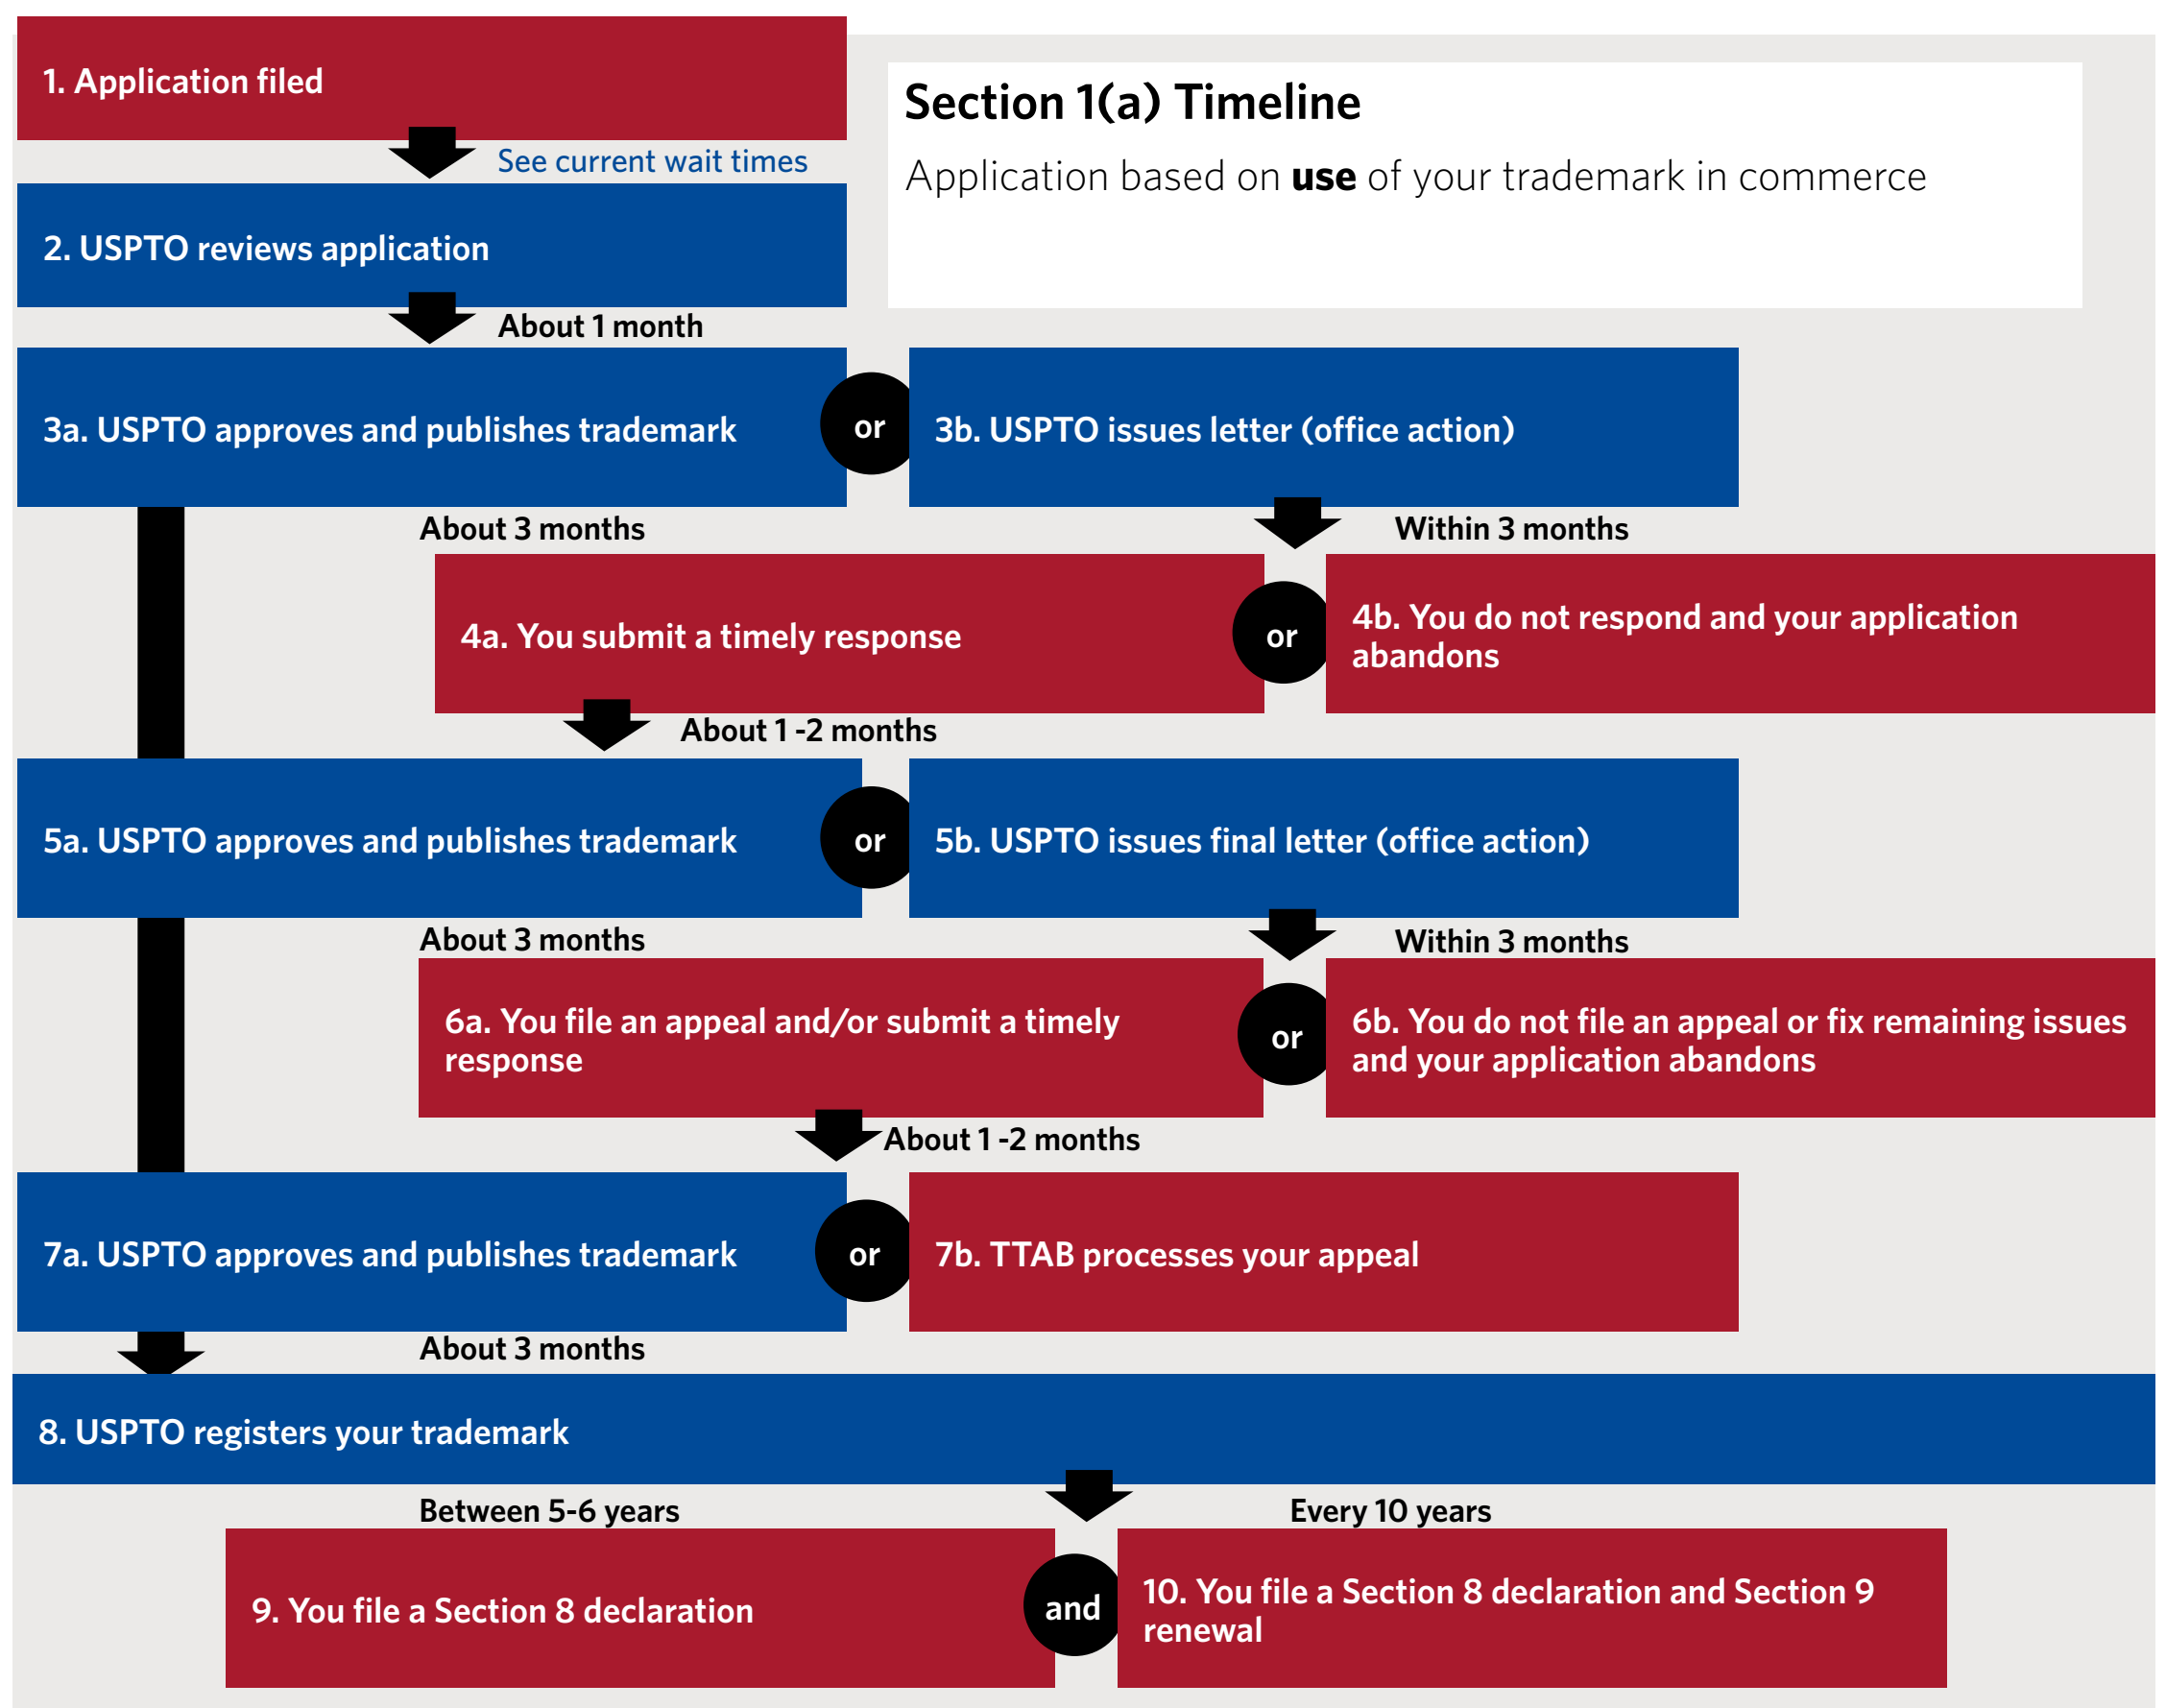 1. Application filed
Section 1(a) Timeline
Application based on use of your trademark in commerce
See current wait times
2. USPTO reviews application
About 1 month
3a. USPTO approves and publishes trademark
or
3b. USPTO issues letter (office action)
About 3 months
Within 3 months
4a. You submit a timely response
or
4b. You do not respond and your application
abandons
About 1 -2 months
5a. USPTO approves and publishes trademark
or
5b. USPTO issues final letter (office action)
About 3 months
Within 3 months
6a. You file an appeal and/or submit a timely
response
or
6b. You do not file an appeal or fix remaining issues
and your application abandons
About 1 -2 months
7a. USPTO approves and publishes trademark
or
7b. TTAB processes your appeal
About 3 months
8. USPTO registers your trademark
Between 5-6 years
Every 10 years
9. You file a Section 8 declaration
and
10. You file a Section 8 declaration and Section 9
renewal